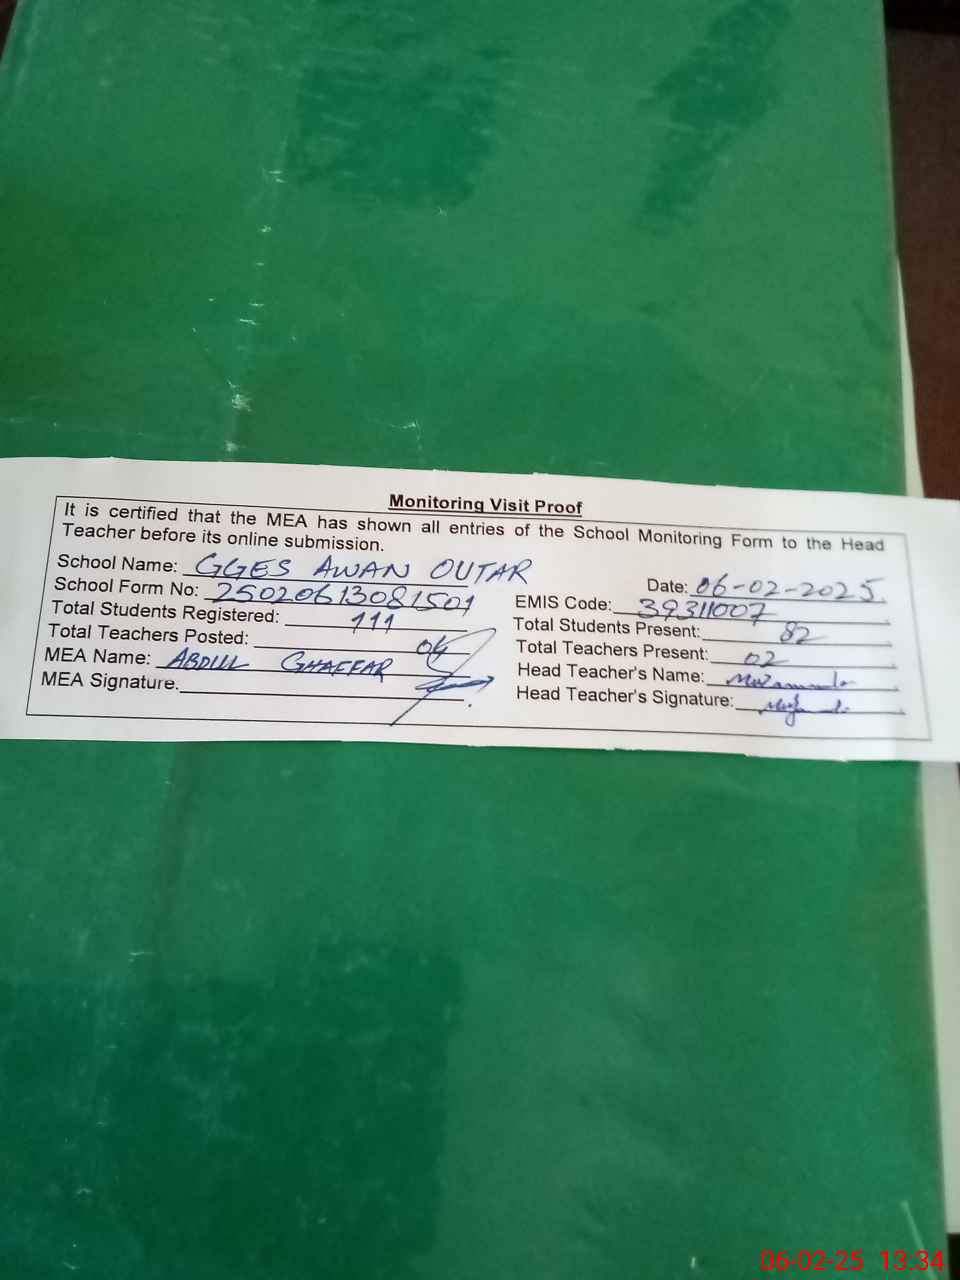 Monitoring Visit Proof
It is certified that the MEA has shown all entries of the School Monitoring Form to the Head
Teacher before its online submission.
School Name: GGES AWAN OUTAR
Date: 06-02-2025
School Form No: 25020613081501
EMIS Code: 39311007
Total Students Registered: 111
Total Students Present: 82
Total Teachers Posted: 04
Total Teachers Present: 02
MEA Name: ABDUL GHAFFAR
Head Teacher's Name:
MEA Signature.
Head Teacher's Signature:
06-02-25 13:34